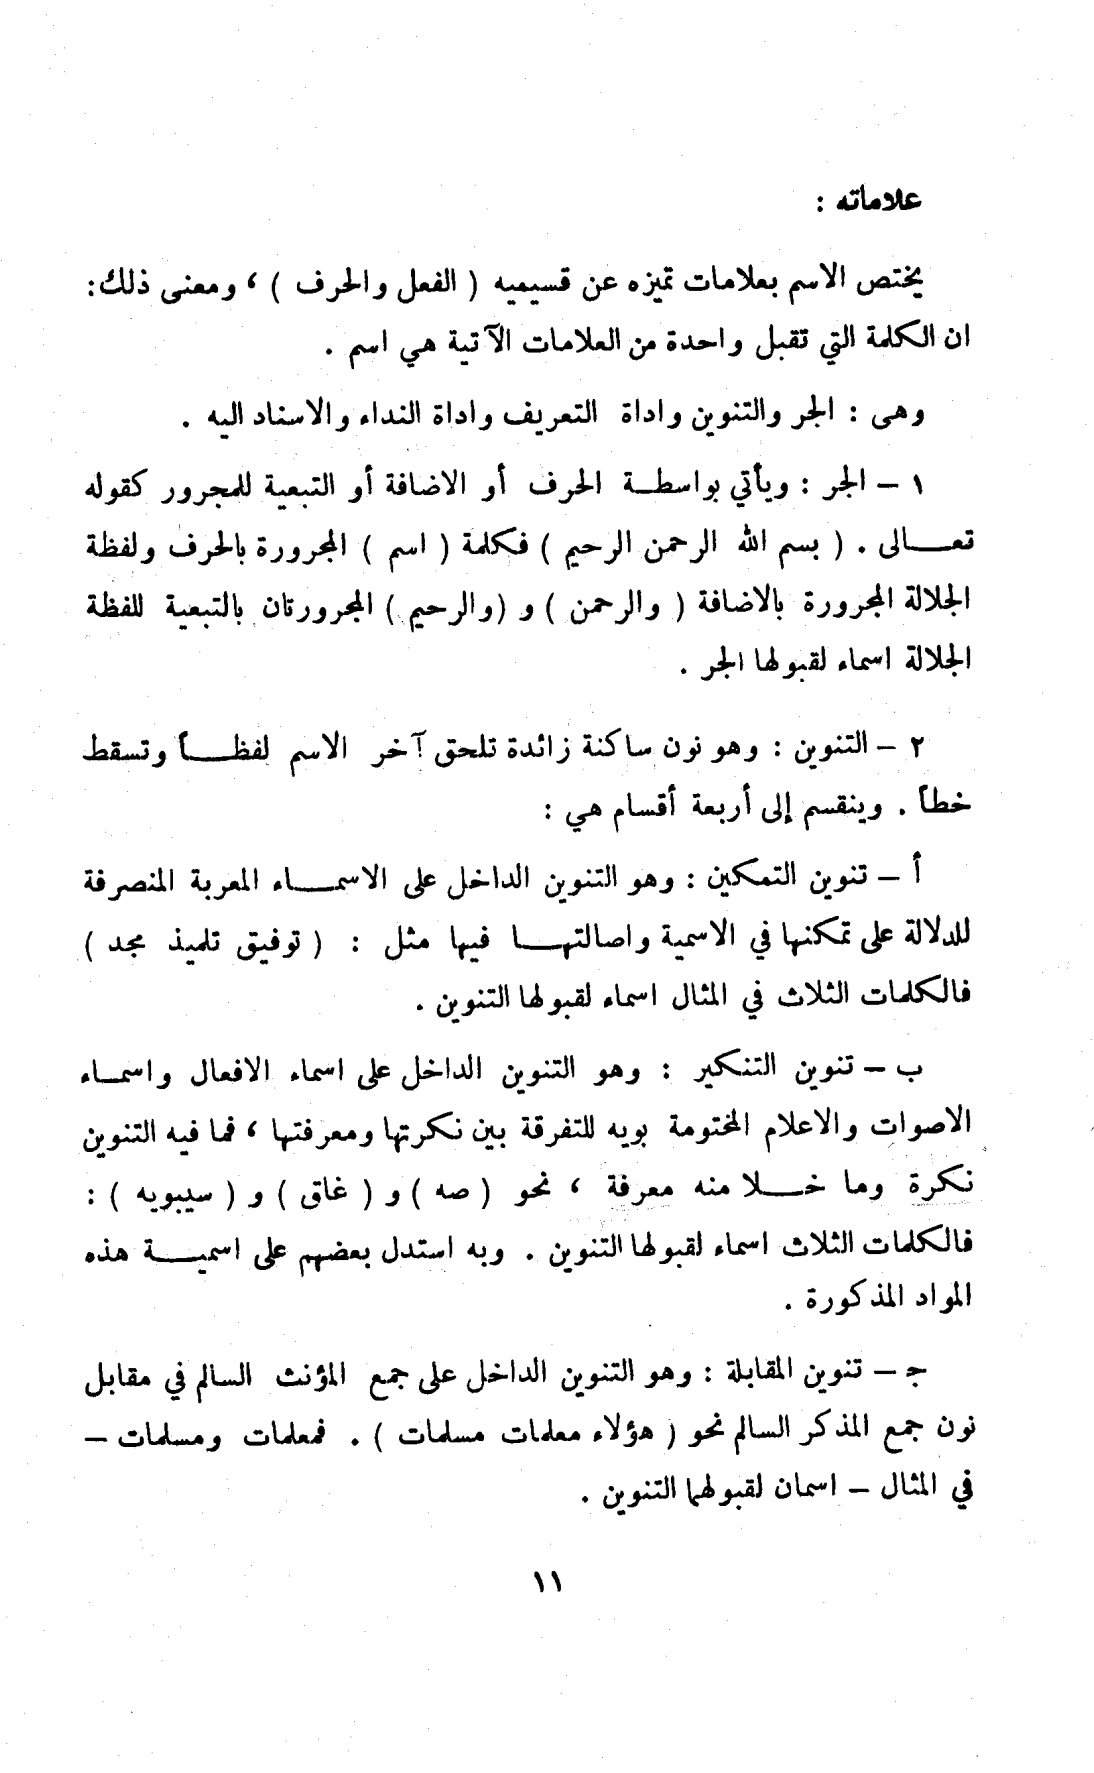 علاماته :
يختص الاسم بعلامات تميزه عن قسيميه ( الفعل والحرف ) ، ومعنى ذلك:
ان الكلمة التي تقبل واحدة من العلامات الآتية هي اسم .
وهى : الجر والتنوين واداة التعريف واداة النداء والاسناد اليه .
١ – الجر : ويأتي بواسطة الحرف أو الاضافة أو التبعية للمجرور كقوله
تعالى . ( بسم الله الرحمن الرحيم ) فكلمة ( اسم ) المجرورة بالحرف ولفظة
الجلالة المجرورة بالاضافة ( والرحمن ) و (والرحيم ) المجرورتان بالتبعية للفظة
الجلالة اسماء لقبولها الجر .
٢ – التنوين : وهو نون ساكنة زائدة تلحق آخر الاسم لفظاً وتسقط
خطاً . وينقسم إلى أربعة أقسام هي :
أ – تنوين التمكين : وهو التنوين الداخل على الاسماء المعربة المنصرفة
للدلالة على تمكنها في الاسمية واصالتها فيها مثل : ( توفيق تلميذ مجد )
فالكلمات الثلاث في المثال اسماء لقبولها التنوين .
ب – تنوين التنكير : وهو التنوين الداخل على اسماء الافعال واسماء
الاصوات والاعلام المختومة بويه للتفرقة بين نكرتها ومعرفتها ، فما فيه التنوين
نكرة وما خلا منه معرفة ، نحو ( صه ) و ( غاق ) و ( سيبويه ) :
فالكلمات الثلاث اسماء لقبولها التنوين . وبه استدل بعضهم على اسمية هذه
المواد المذكورة .
جـ – تنوين المقابلة : وهو التنوين الداخل على جمع المؤنث السالم في مقابل
نون جمع المذكر السالم نحو ( هؤلاء معلمات مسلمات ) . فمعلمات ومسلمات –
في المثال – اسمان لقبولهما التنوين .
١١